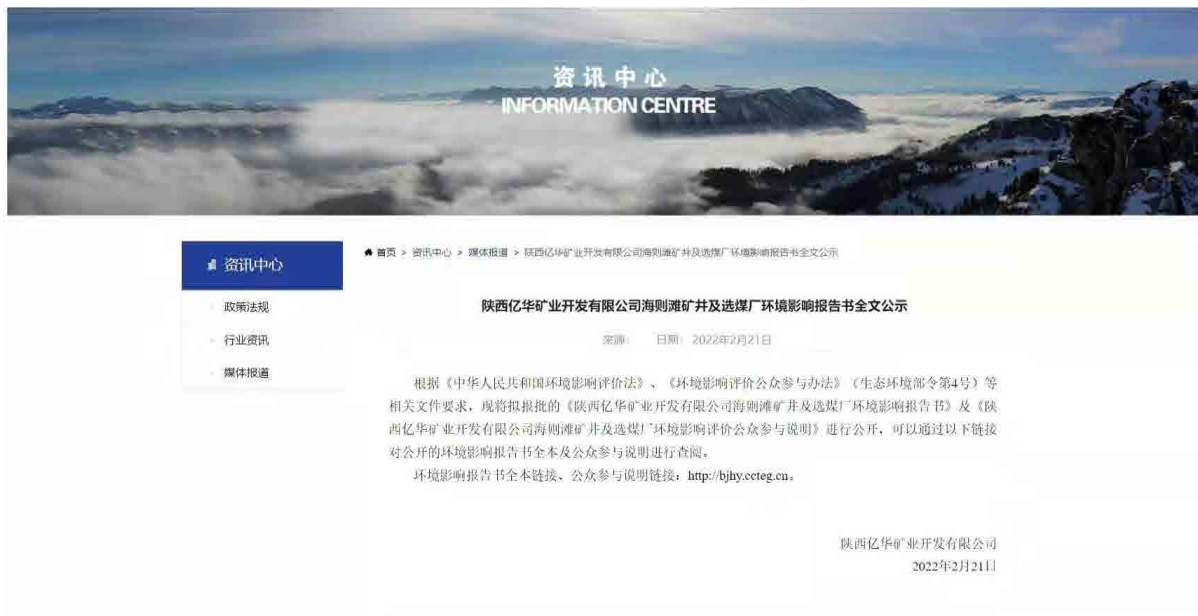 资讯中心
INFORMATION CENTRE
资讯中心
首页 > 资讯中心 > 媒体报道 > 陕西亿华矿业开发有限公司海则滩矿井及选煤厂环境影响报告书全文公示
政策法规
行业资讯
媒体报道
陕西亿华矿业开发有限公司海则滩矿井及选煤厂环境影响报告书全文公示
来源： 日期：2022年2月21日
根据《中华人民共和国环境影响评价法》、《环境影响评价公众参与办法》（生态环境部令第4号）等
相关文件要求，现将拟报批的《陕西亿华矿业开发有限公司海则滩矿井及选煤厂环境影响报告书》及《陕
西亿华矿业开发有限公司海则滩矿井及选煤厂环境影响评价公众参与说明》进行公开，可以通过以下链接
对公开的环境影响报告书全本及公众参与说明进行查阅。
环境影响报告书全本链接、公众参与说明链接：http://bjhy.ccteg.cn。
陕西亿华矿业开发有限公司
2022年2月21日